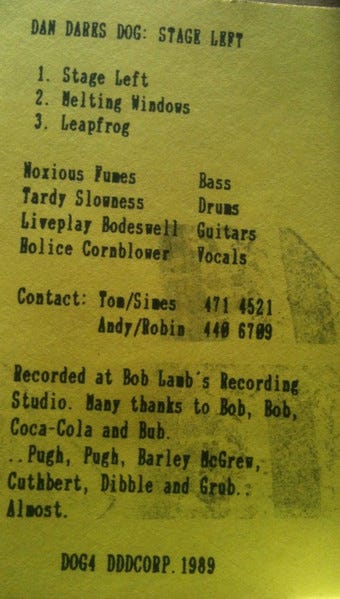 DAN DARES DOG: STAGE LEFT
1. Stage Left
2. Melting Windows
3. Leapfrog
Noxious Fumes Bass
Tardy Slowness Drums
Liveplay Bodeswell Guitars
Bolice Cornblower Vocals
Contact: Tom/Simes 471 4521
Andy/Robin 440 6709
Recorded at Bob Lamb's Recording
Studio. Many thanks to Bob, Bob,
Coca-Cola and Bub.
..Pugh, Pugh, Barley McGrew,
Cuthbert, Dibble and Grub..
Almost.
DOG4 DDDCORP. 1989